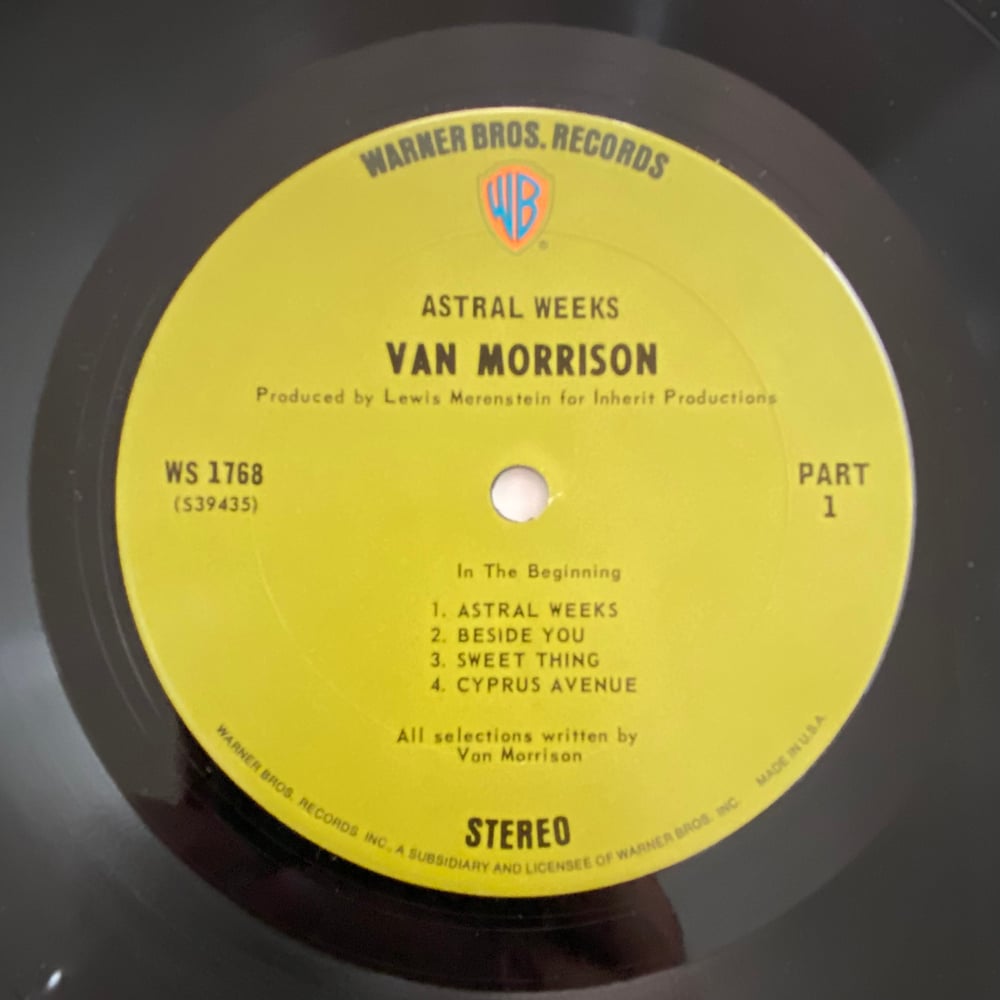 WARNER BROS. RECORDS
WB
®
ASTRAL WEEKS
VAN MORRISON
Produced by Lewis Merenstein for Inherit Productions
WS 1768
(S39435)
PART
1
In The Beginning
1. ASTRAL WEEKS
2. BESIDE YOU
3. SWEET THING
4. CYPRUS AVENUE
All selections written by
Van Morrison
STEREO
WARNER BROS. RECORDS INC., A SUBSIDIARY AND LICENSEE OF WARNER BROS. INC. MADE IN U.S.A.